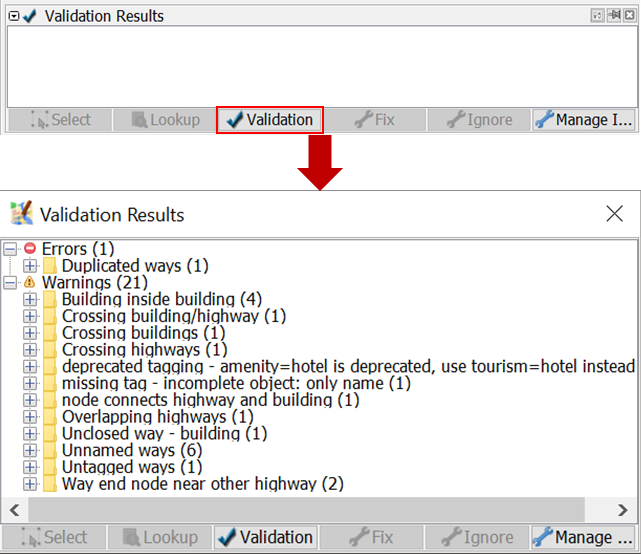 Validation Results
Select Lookup Validation Fix Ignore Manage I...
Validation Results
Errors (1)
Duplicated ways (1)
Warnings (21)
Building inside building (4)
Crossing building/highway (1)
Crossing buildings (1)
Crossing highways (1)
deprecated tagging - amenity=hotel is deprecated, use tourism=hotel instead
missing tag - incomplete object: only name (1)
node connects highway and building (1)
Overlapping highways (1)
Unclosed way - building (1)
Unnamed ways (6)
Untagged ways (1)
Way end node near other highway (2)
Select Lookup Validation Fix Ignore Manage ...